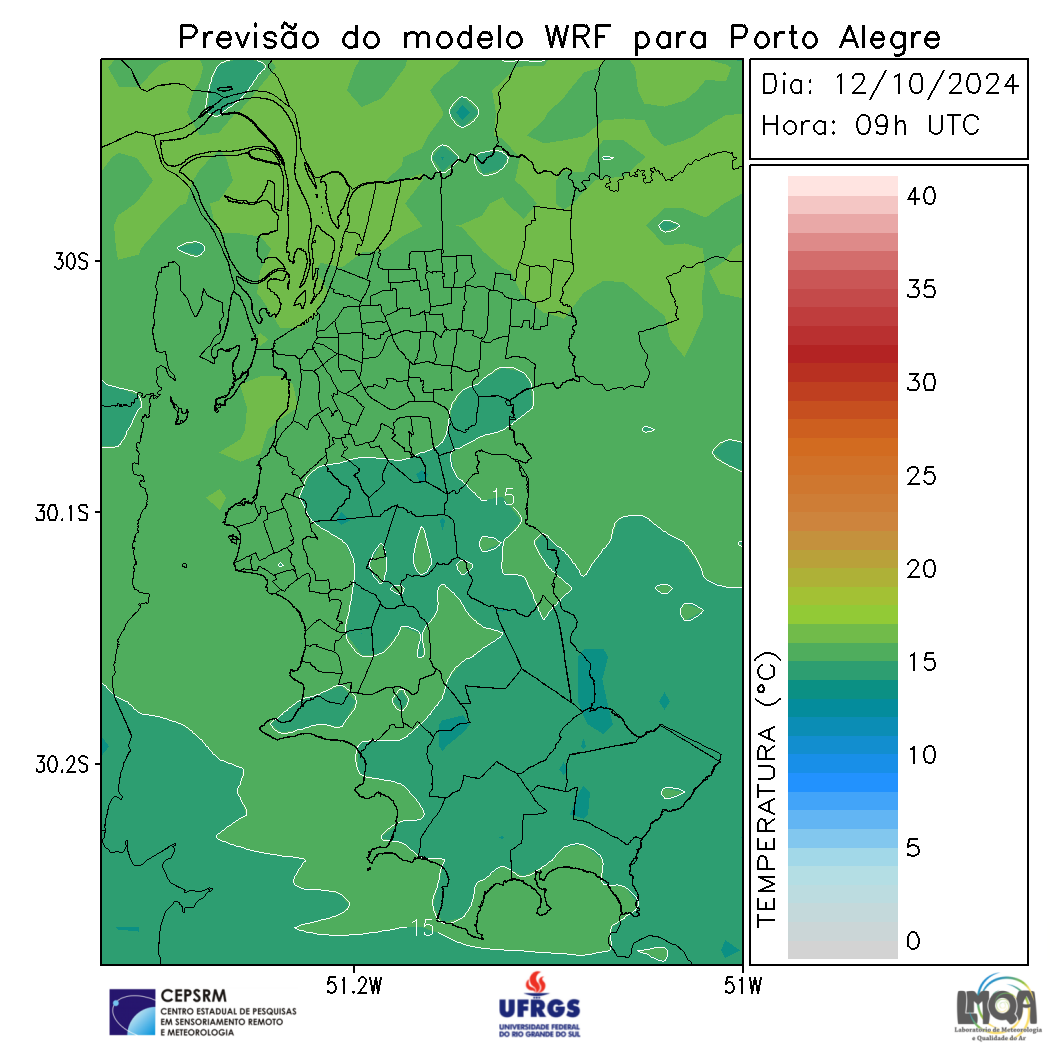 Previsão do modelo WRF para Porto Alegre
Dia: 12/10/2024
Hora: 09h UTC
30S
30.1S
30.2S
51.2W
51W
15
15
TEMPERATURA (°C)
40
35
30
25
20
15
10
5
0
CEPSRM
CENTRO ESTADUAL DE PESQUISAS
EM SENSORIAMENTO REMOTO
E METEOROLOGIA
UFRGS
UNIVERSIDADE FEDERAL
DO RIO GRANDE DO SUL
LMQA
Laboratório de Meteorologia
e Qualidade do Ar